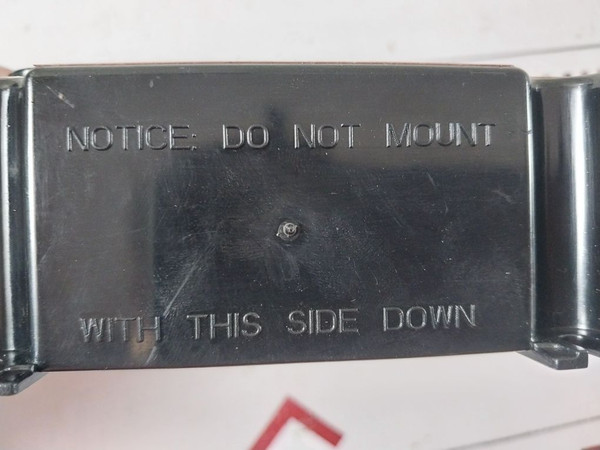 NOTICE: DO NOT MOUNT
WITH THIS SIDE DOWN